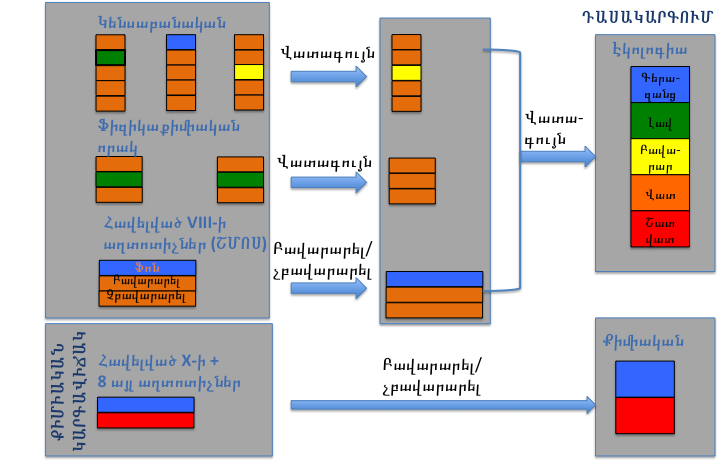 ԴԱՍԱԿԱՐԳՈՒՄ
Կենսաբանական
Վատագույն
Ֆիզիկաքիմիական
որակ
Վատագույն
Հավելված VIII-ի
աղտոտիչներ (ՇՄՈՍ)
Ֆոն
Բավարարել
Չբավարարել
Բավարարել/
չբավարարել
Վատա-
գույն
Էկոլոգիա
Գերա-
զանց
Լավ
Բավա-
րար
Վատ
Շատ
վատ
ՔԻՄԻԱԿԱՆ
ԿԱՐԳԱՎԻՃԱԿ
Հավելված X-ի +
8 այլ աղտոտիչներ
Բավարարել/
չբավարարել
Քիմիական